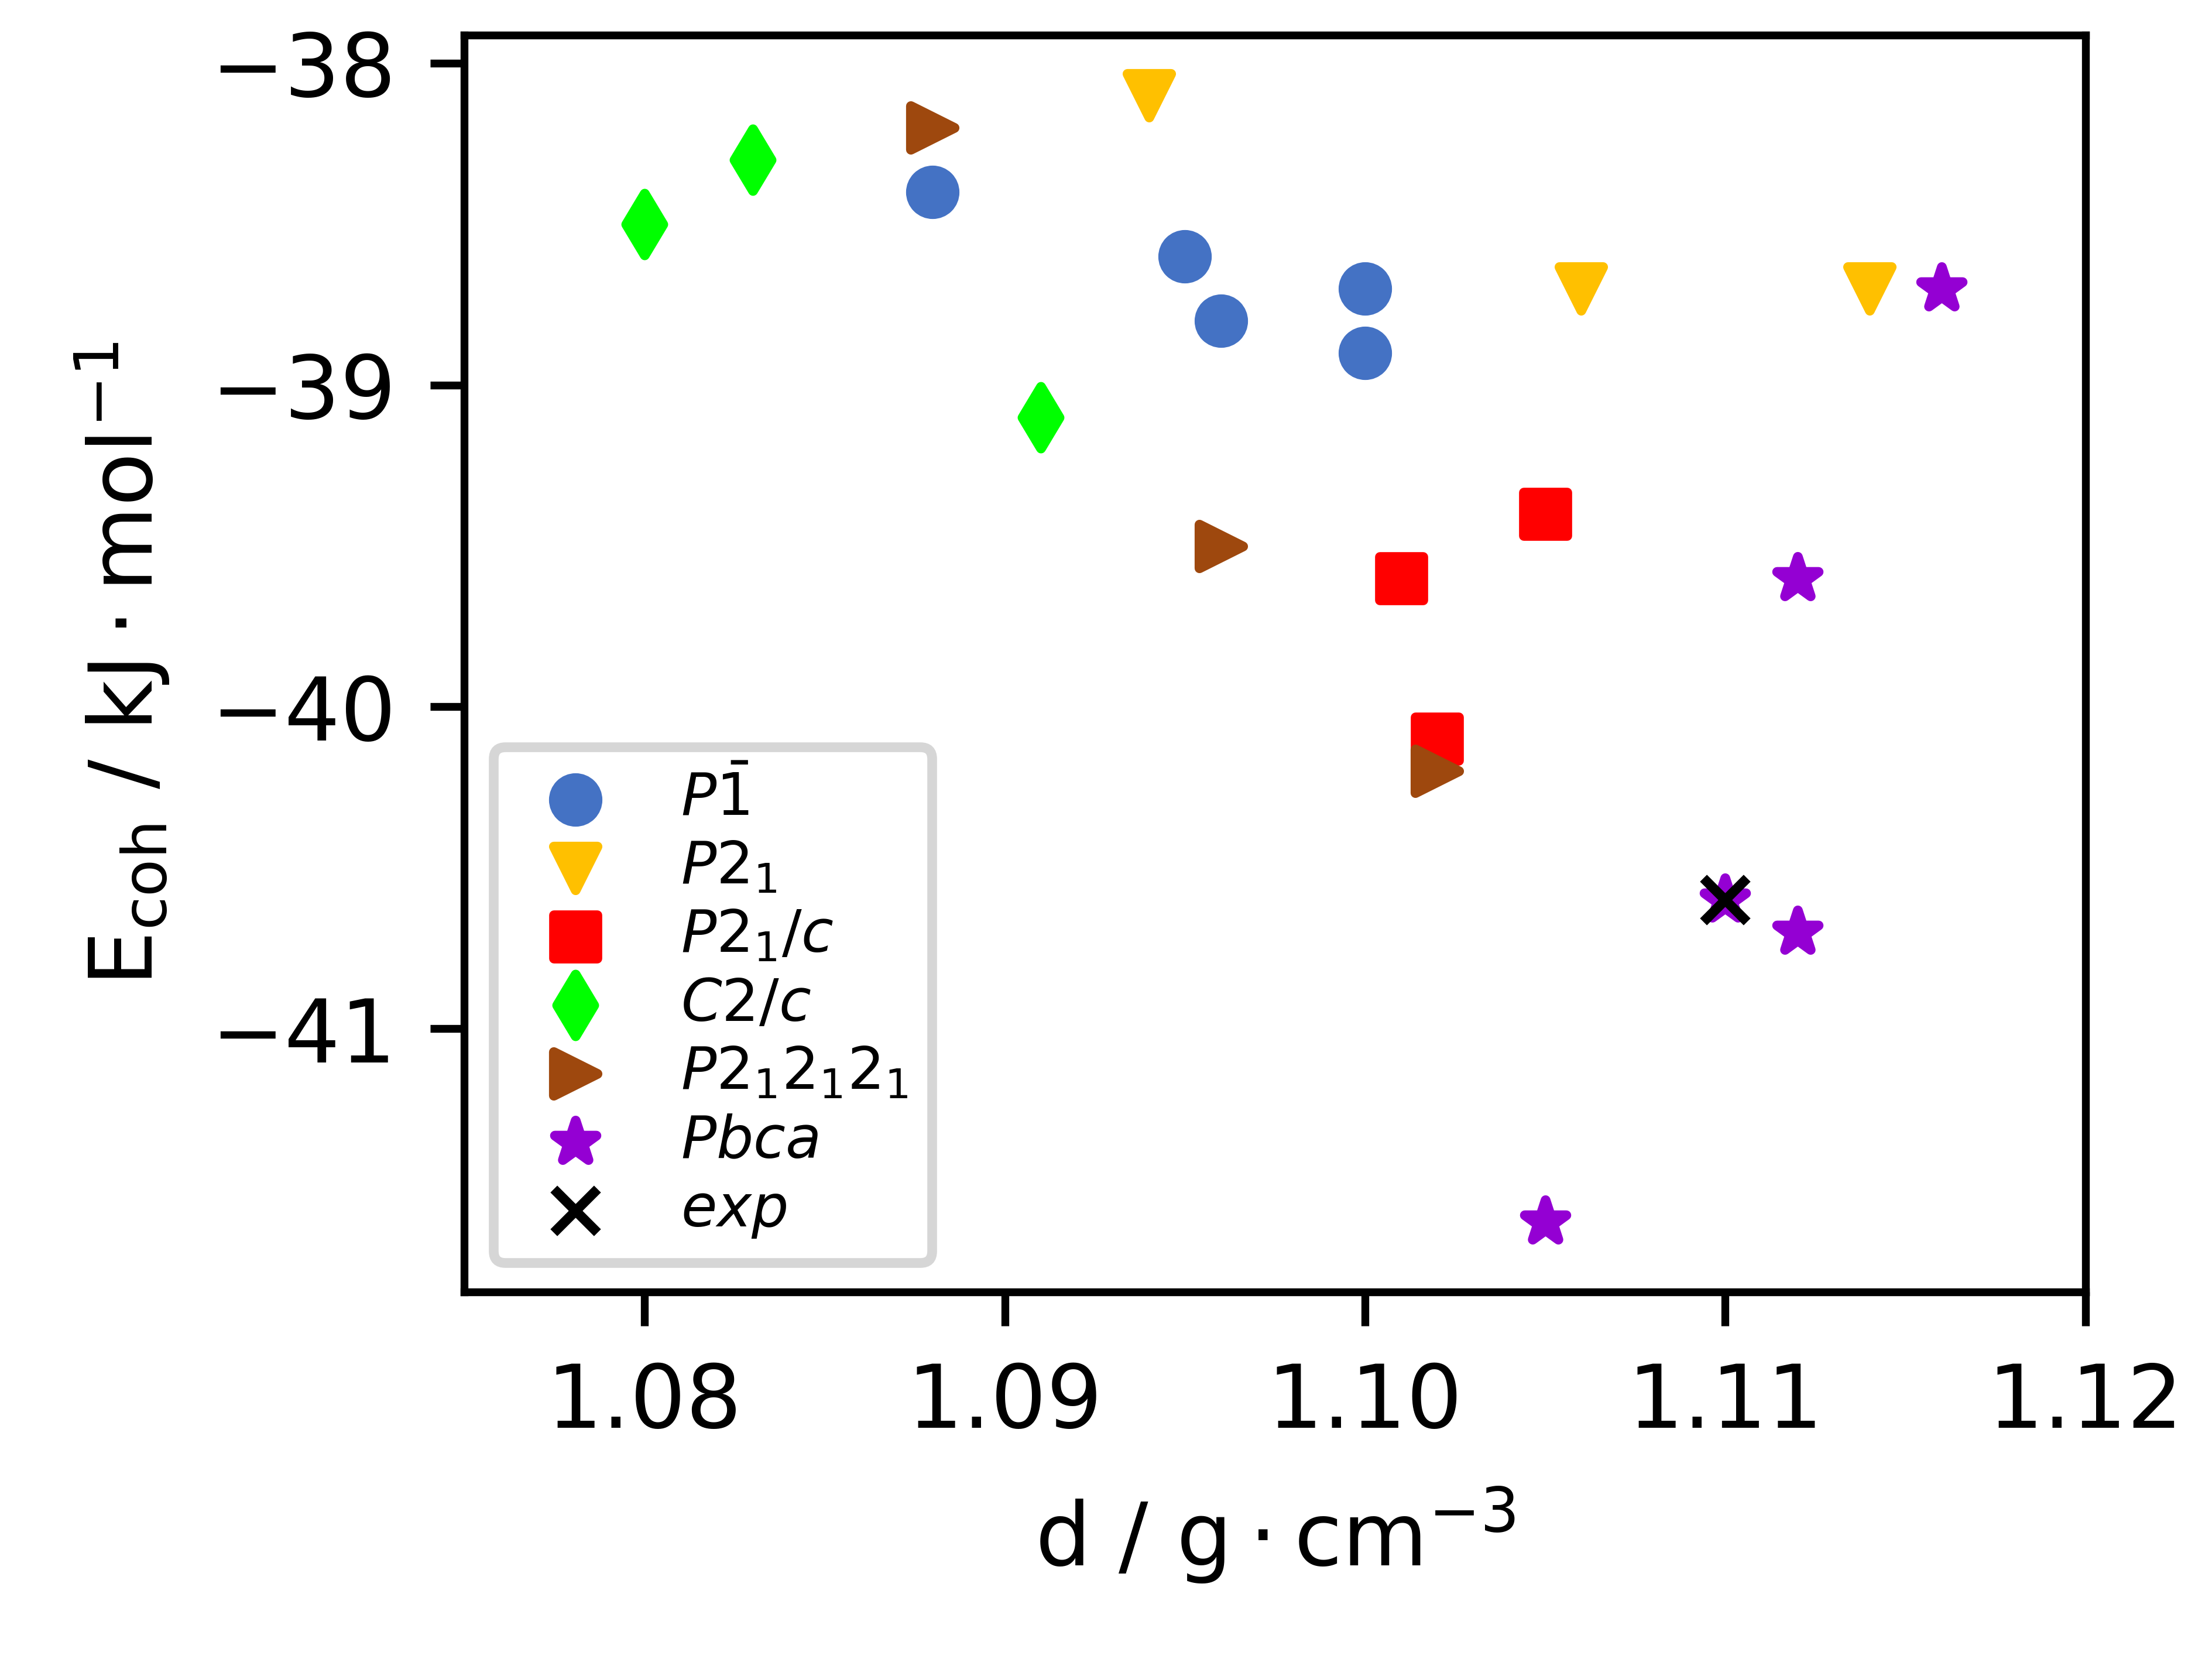 −38
−39
−40
−41
E_coh / kJ · mol⁻¹
P1̄
P2₁
P2₁/c
C2/c
P2₁2₁2₁
Pbca
exp
1.08 1.09 1.10 1.11 1.12
d / g · cm⁻³